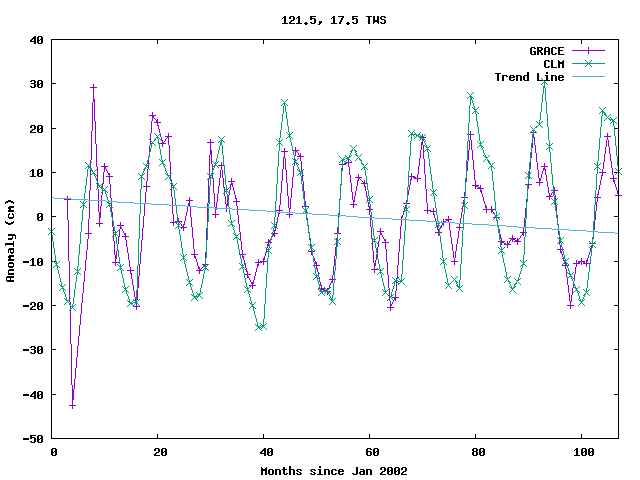 121.5, 17.5 TWS
GRACE
CLM
Trend Line
Anomaly (cm)
40
30
20
10
0
-10
-20
-30
-40
-50
0 20 40 60 80 100
Months since Jan 2002